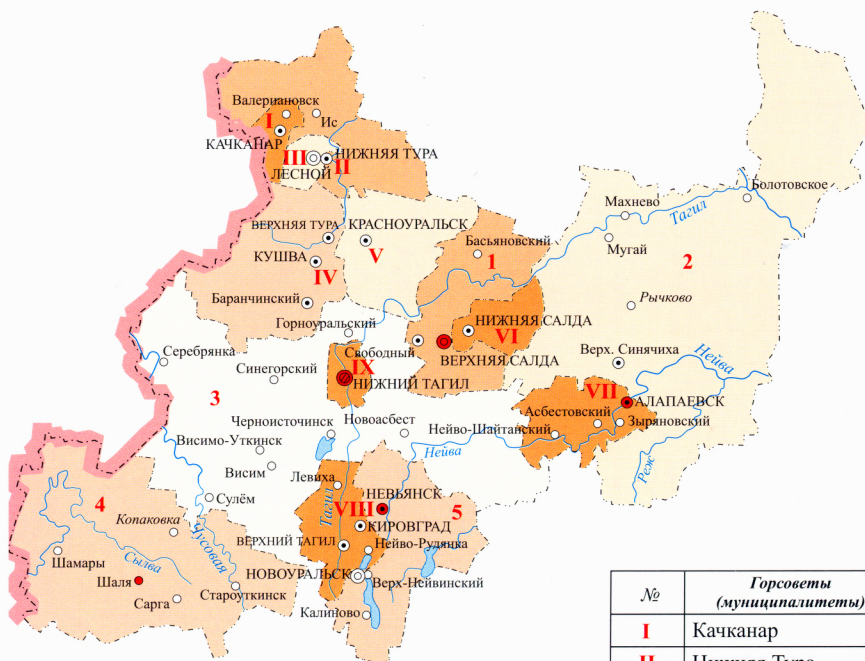 Валериановск
Ис
I
КАЧКАНАР
III
НИЖНЯЯ ТУРА
ЛЕСНОЙ
II
Болотовское
Махнево
Тагил
ВЕРХНЯЯ ТУРА
КРАСНОУРАЛЬСК
Басьяновский
Мугай
КУШВА
V
1
2
IV
Баранчинский
Рычково
Горноуральский
НИЖНЯЯ САЛДА
VI
Свободный
ВЕРХНЯЯ САЛДА
Серебрянка
IX
Верх. Синячиха
Нейва
3
Синегорский
НИЖНИЙ ТАГИЛ
VII
АЛАПАЕВСК
Асбестовский
Зыряновский
Черноисточинск
Новоасбест
Нейво-Шайтанский
Висимо-Уткинск
Нейва
Реж
Висим
Левиха
4
Сулём
Тагил
НЕВЬЯНСК
VIII
5
Копаковка
Чусовая
КИРОВГРАД
Шамары
Сылва
ВЕРХНИЙ ТАГИЛ
Нейво-Рудянка
Шаля
НОВОУРАЛЬСК
Верх-Нейвинский
Сарга
Староуткинск
Калиново
№
Горсоветы
(муниципалитеты)
I
Качканар
II
Нижняя Тура